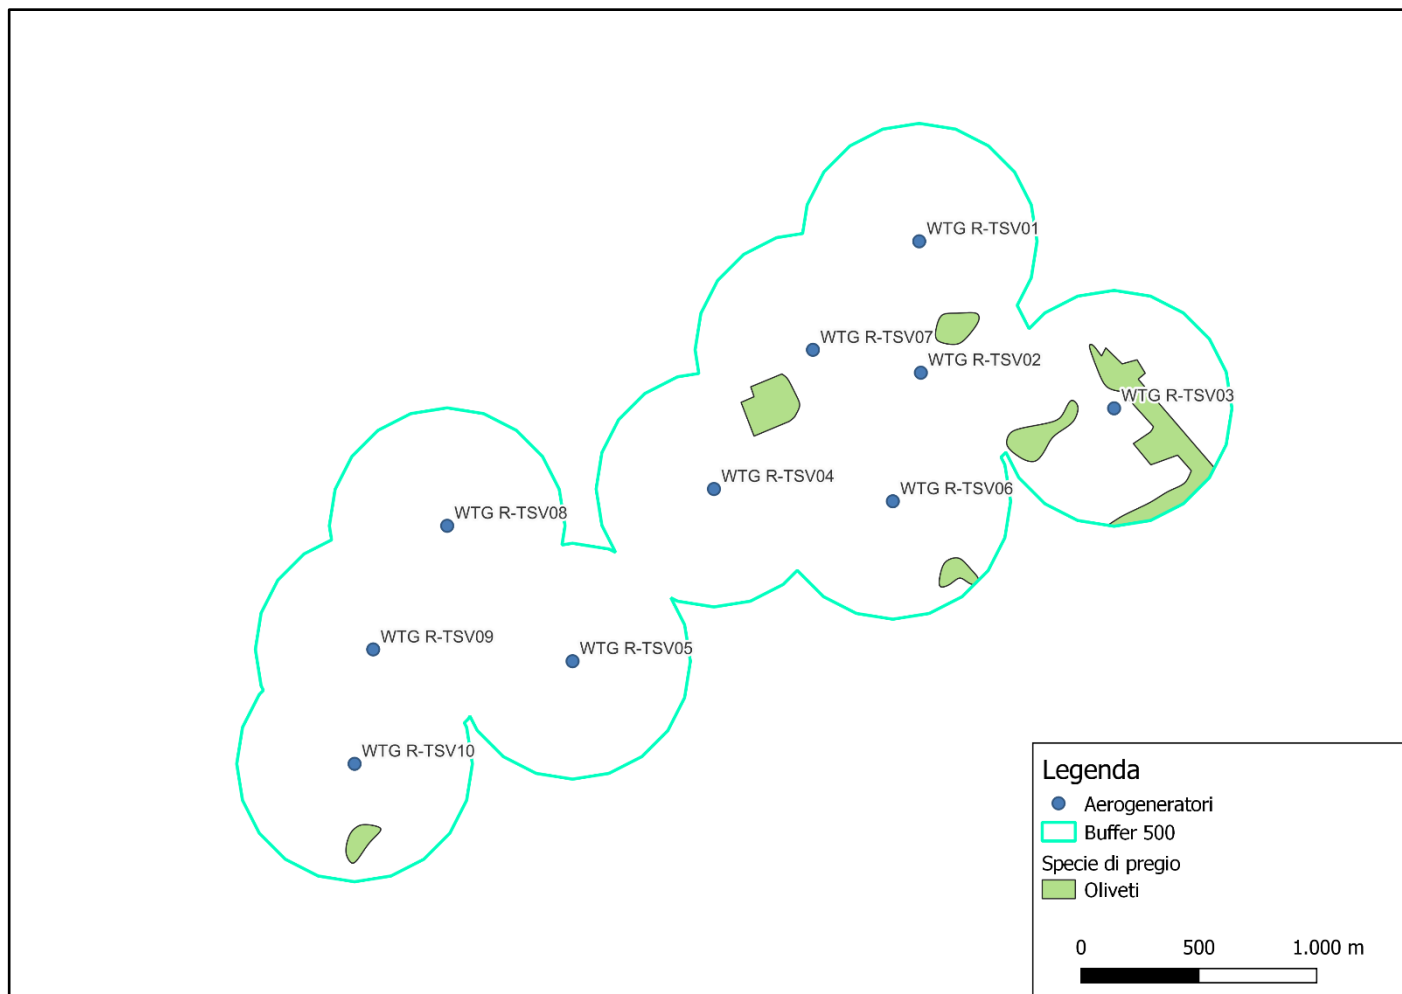 WTG R-TSV01
WTG R-TSV07
WTG R-TSV02
WTG R-TSV03
WTG R-TSV04
WTG R-TSV06
WTG R-TSV08
WTG R-TSV09
WTG R-TSV05
WTG R-TSV10
Legenda
Aerogeneratori
Buffer 500
Specie di pregio
Oliveti
0 500 1.000 m